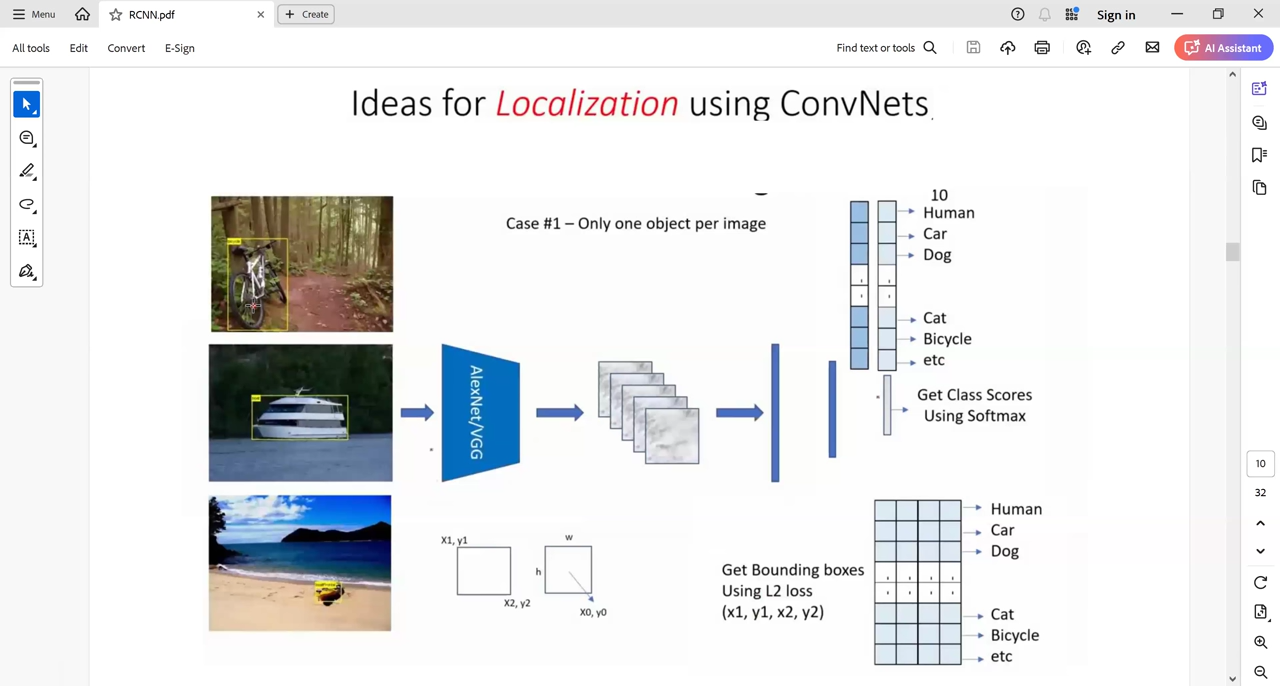 Menu
RCNN.pdf
Create
Sign in
All tools
Edit
Convert
E-Sign
Find text or tools
AI Assistant
Ideas for Localization using ConvNets
Case #1 – Only one object per image
10
Human
Car
Dog
Cat
Bicycle
etc
AlexNet/VGG
Get Class Scores
Using Softmax
X1, y1
X2, y2
w
h
X0, y0
Get Bounding boxes
Using L2 loss
(x1, y1, x2, y2)
Human
Car
Dog
Cat
Bicycle
etc
10
32